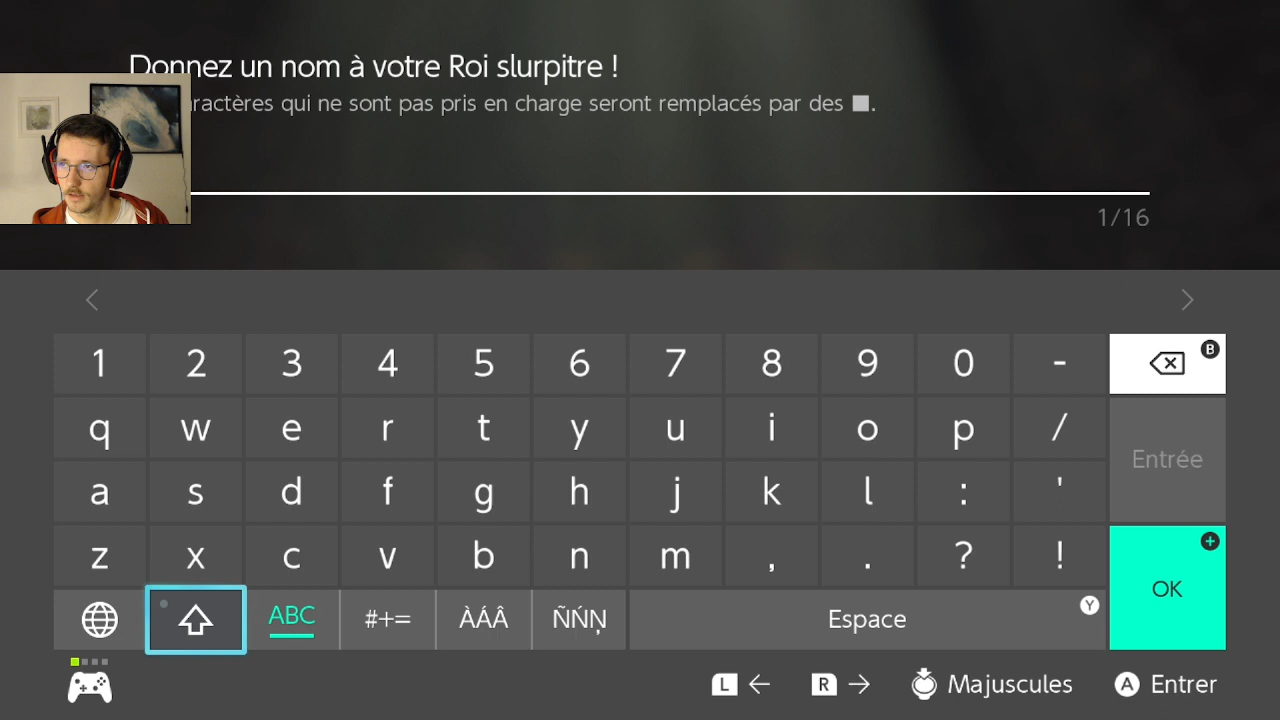 Donnez un nom à votre Roi slurpitre !
ractères qui ne sont pas pris en charge seront remplacés par des ■.
1/16
1 2 3 4 5 6 7 8 9 0 - B
q w e r t y u i o p /
Entrée
a s d f g h j k l : '
z x c v b n m , . ? ! +
OK
ABC #+= ÀÁÂ ÑŃŅ Espace Y
L ← R → Majuscules A Entrer